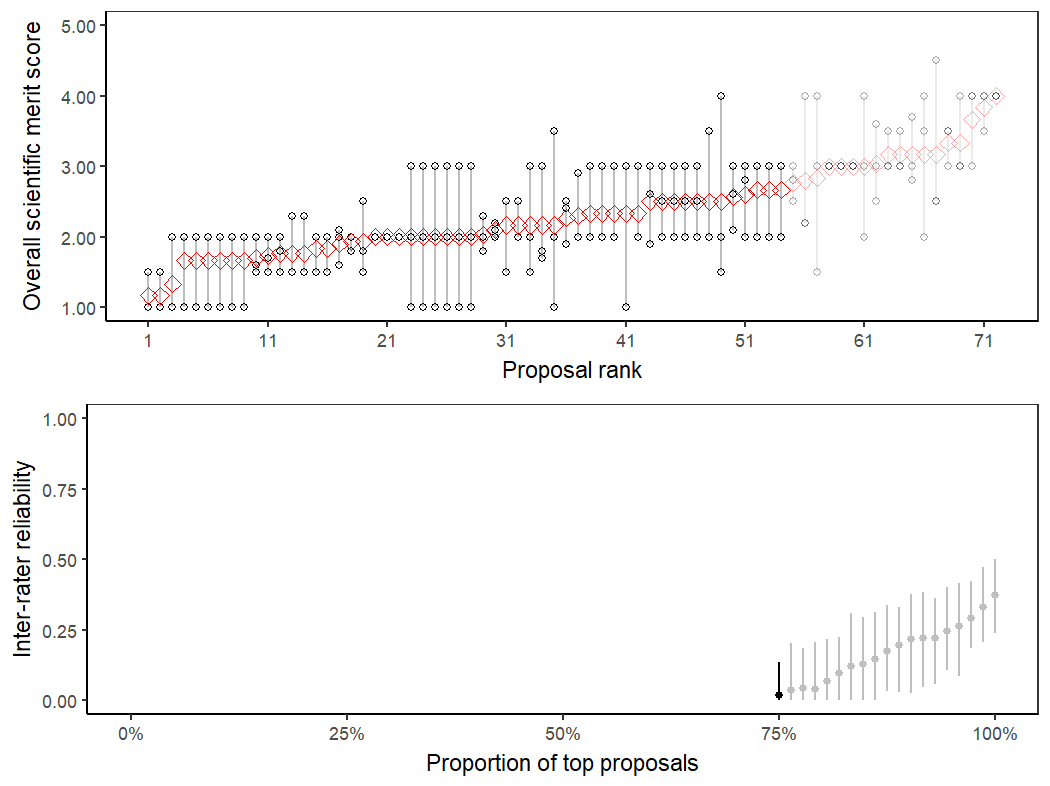 Overall scientific merit score
5.00
4.00
3.00
2.00
1.00
1 11 21 31 41 51 61 71
Proposal rank
Inter-rater reliability
1.00
0.75
0.50
0.25
0.00
0% 25% 50% 75% 100%
Proportion of top proposals